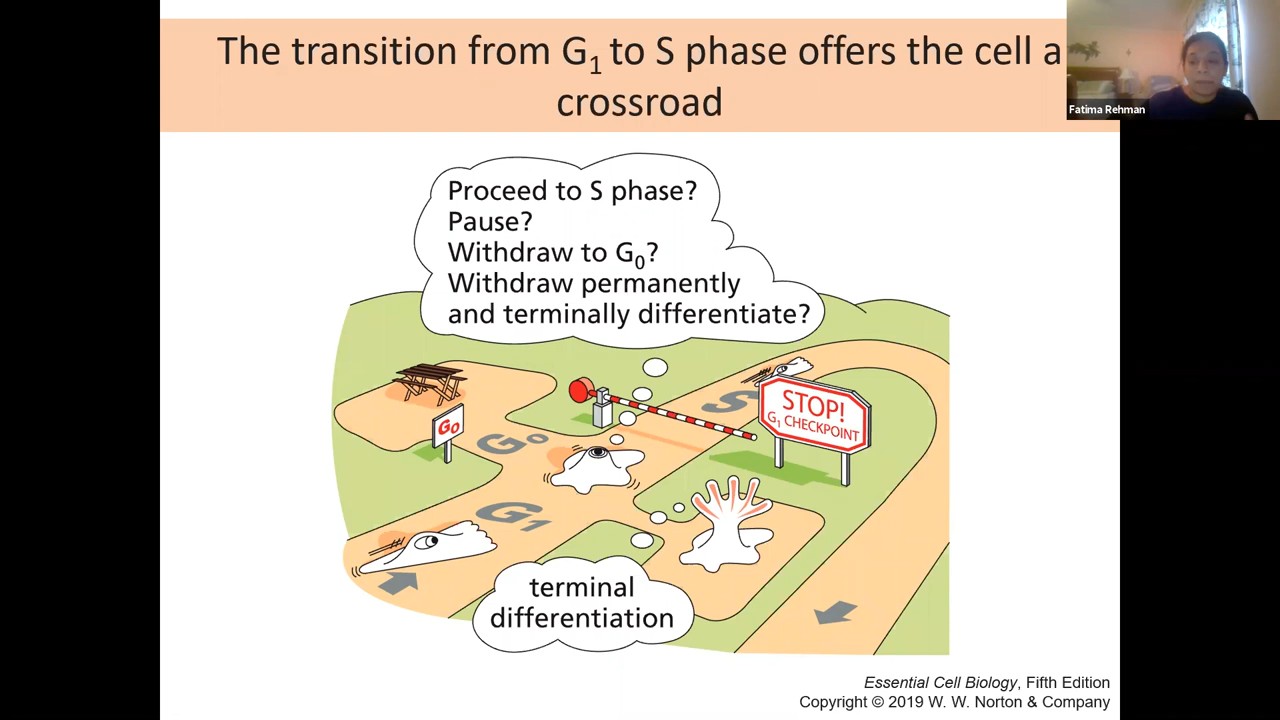 The transition from G₁ to S phase offers the cell a
crossroad
Fatima Rehman
Proceed to S phase?
Pause?
Withdraw to G₀?
Withdraw permanently
and terminally differentiate?
STOP!
G₁ CHECKPOINT
S
G₀
G₀
G₁
terminal
differentiation
Essential Cell Biology, Fifth Edition
Copyright © 2019 W. W. Norton & Company